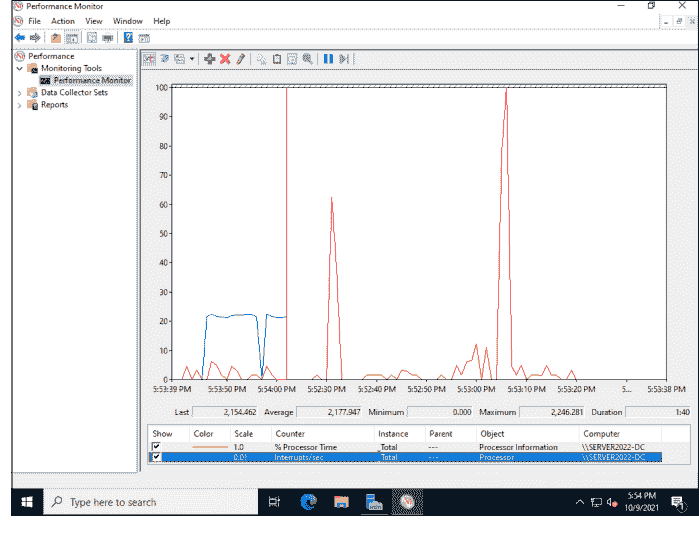 Performance Monitor
File Action View Window Help
Performance
Monitoring Tools
Performance Monitor
Data Collector Sets
Reports
100
90
80
70
60
50
40
30
20
10
0
5:53:39 PM 5:53:50 PM 5:54:00 PM 5:52:30 PM 5:52:40 PM 5:52:50 PM 5:53:00 PM 5:53:10 PM 5:53:20 PM 5... 5:53:38 PM
Last 2,154.462 Average 2,177.947 Minimum 0.000 Maximum 2,246.281 Duration 1:40
Show Color Scale Counter Instance Parent Object Computer
1.0 % Processor Time _Total --- Processor Information \\SERVER2022-DC
Interrupts/sec _Total --- Processor \\SERVER2022-DC
Type here to search
5:54 PM
10/9/2021